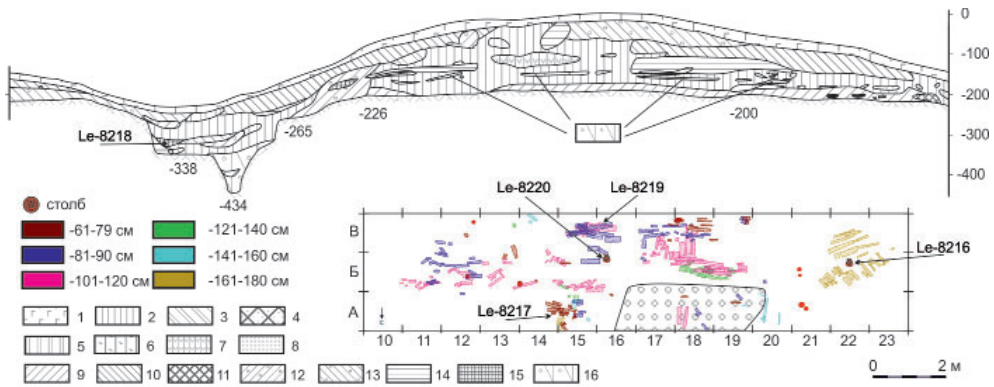 0
-100
-200
-300
-400
Le-8218
-338
-434
-265
-226
-200
столб
-61-79 см
-81-90 см
-101-120 см
-121-140 см
-141-160 см
-161-180 см
Le-8220
Le-8219
Le-8216
Le-8217
В
Б
А
с
10 11 12 13 14 15 16 17 18 19 20 21 22 23
1 2 3 4
5 6 7 8
9 10 11 12 13 14 15 16
0 2 м